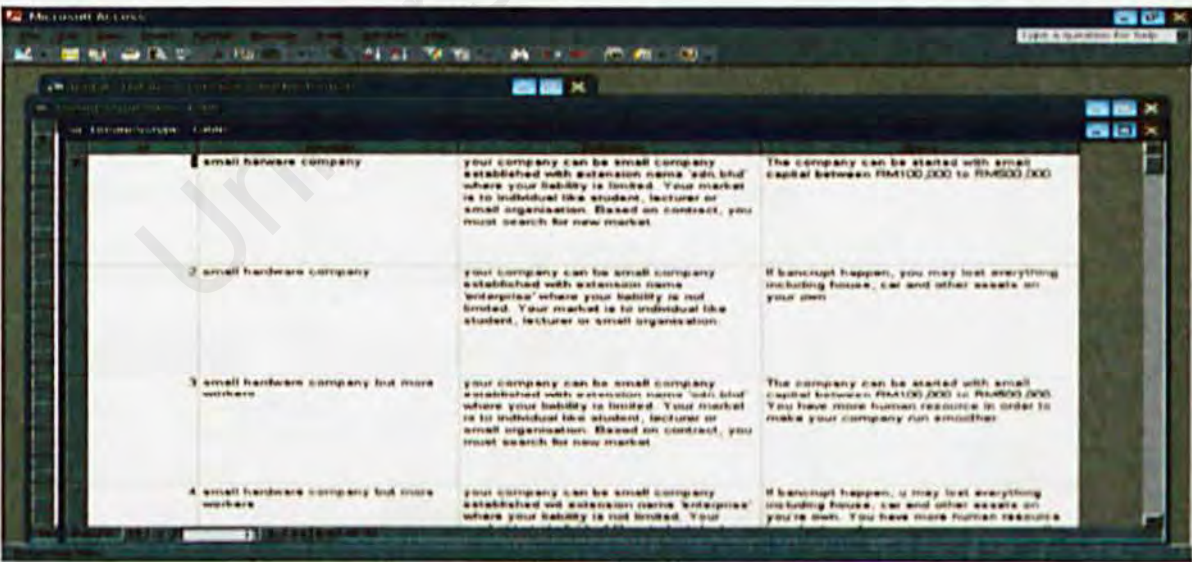 Microsoft Access
Type a question for help
1 small harware company
your company can be small company
established with extension name 'sdn.bhd'
where your liability is limited. Your market
is to individual like student, lecturer or
small organisation. Based on contract, you
must search for new market
The company can be started with small
capital between RM100,000 to RM500,000
2 small hardware company
your company can be small company
established with extension name
'enterprise' where your liability is not
limited. Your market is to individual like
student, lecturer or small organisation.
If bancrupt happen, you may lost everything
including house, car and other assets on
your own
3 small hardware company but more
workers
your company can be small company
established with extension name 'sdn.bhd'
where your liability is limited. Your market
is to individual like student, lecturer or
small organisation. Based on contract, you
must search for new market
The company can be started with small
capital between RM100,000 to RM500,000.
You have more human resource in order to
make your company run smoother
4 small hardware company but more
workers
your company can be small company
established wit extension name 'enterprise'
where your liability is not limited. Your
If bancrupt happen, u may lost everything
including house, car and other assets on
you're own. You have more human resource